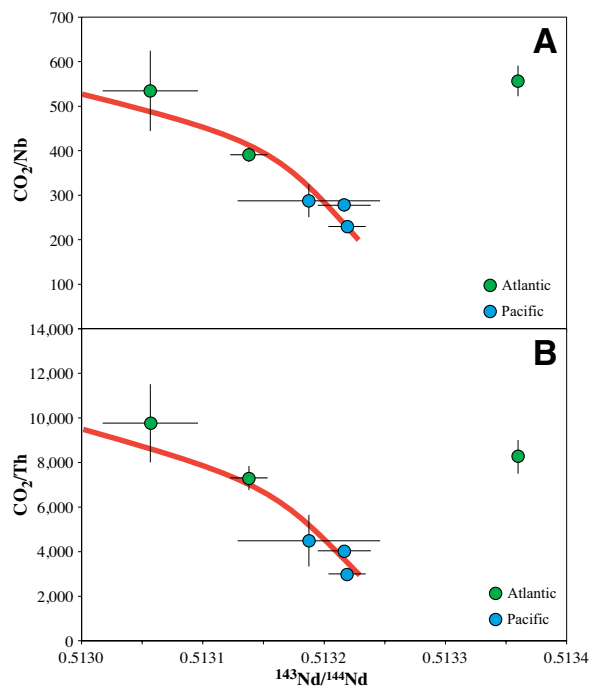 700
A
600
500
CO2/Nb
400
300
200
100
Atlantic
Pacific
14,000
B
12,000
10,000
CO2/Th
8,000
6,000
4,000
2,000
Atlantic
Pacific
0
0.5130 0.5131 0.5132 0.5133 0.5134
143Nd/144Nd